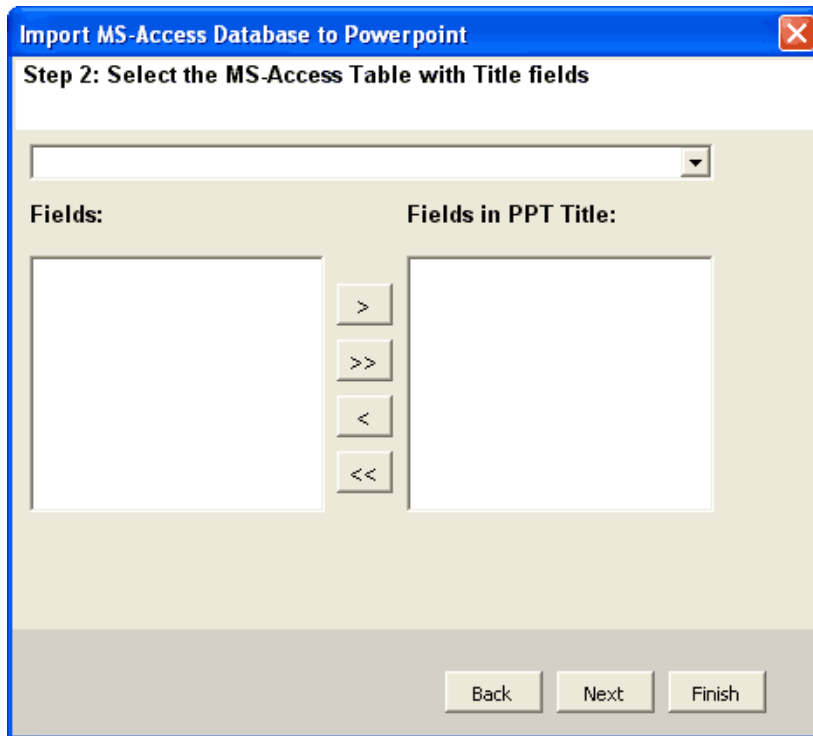 Import MS-Access Database to Powerpoint
Step 2: Select the MS-Access Table with Title fields
Fields: Fields in PPT Title:
>
>>
<
<<
Back Next Finish